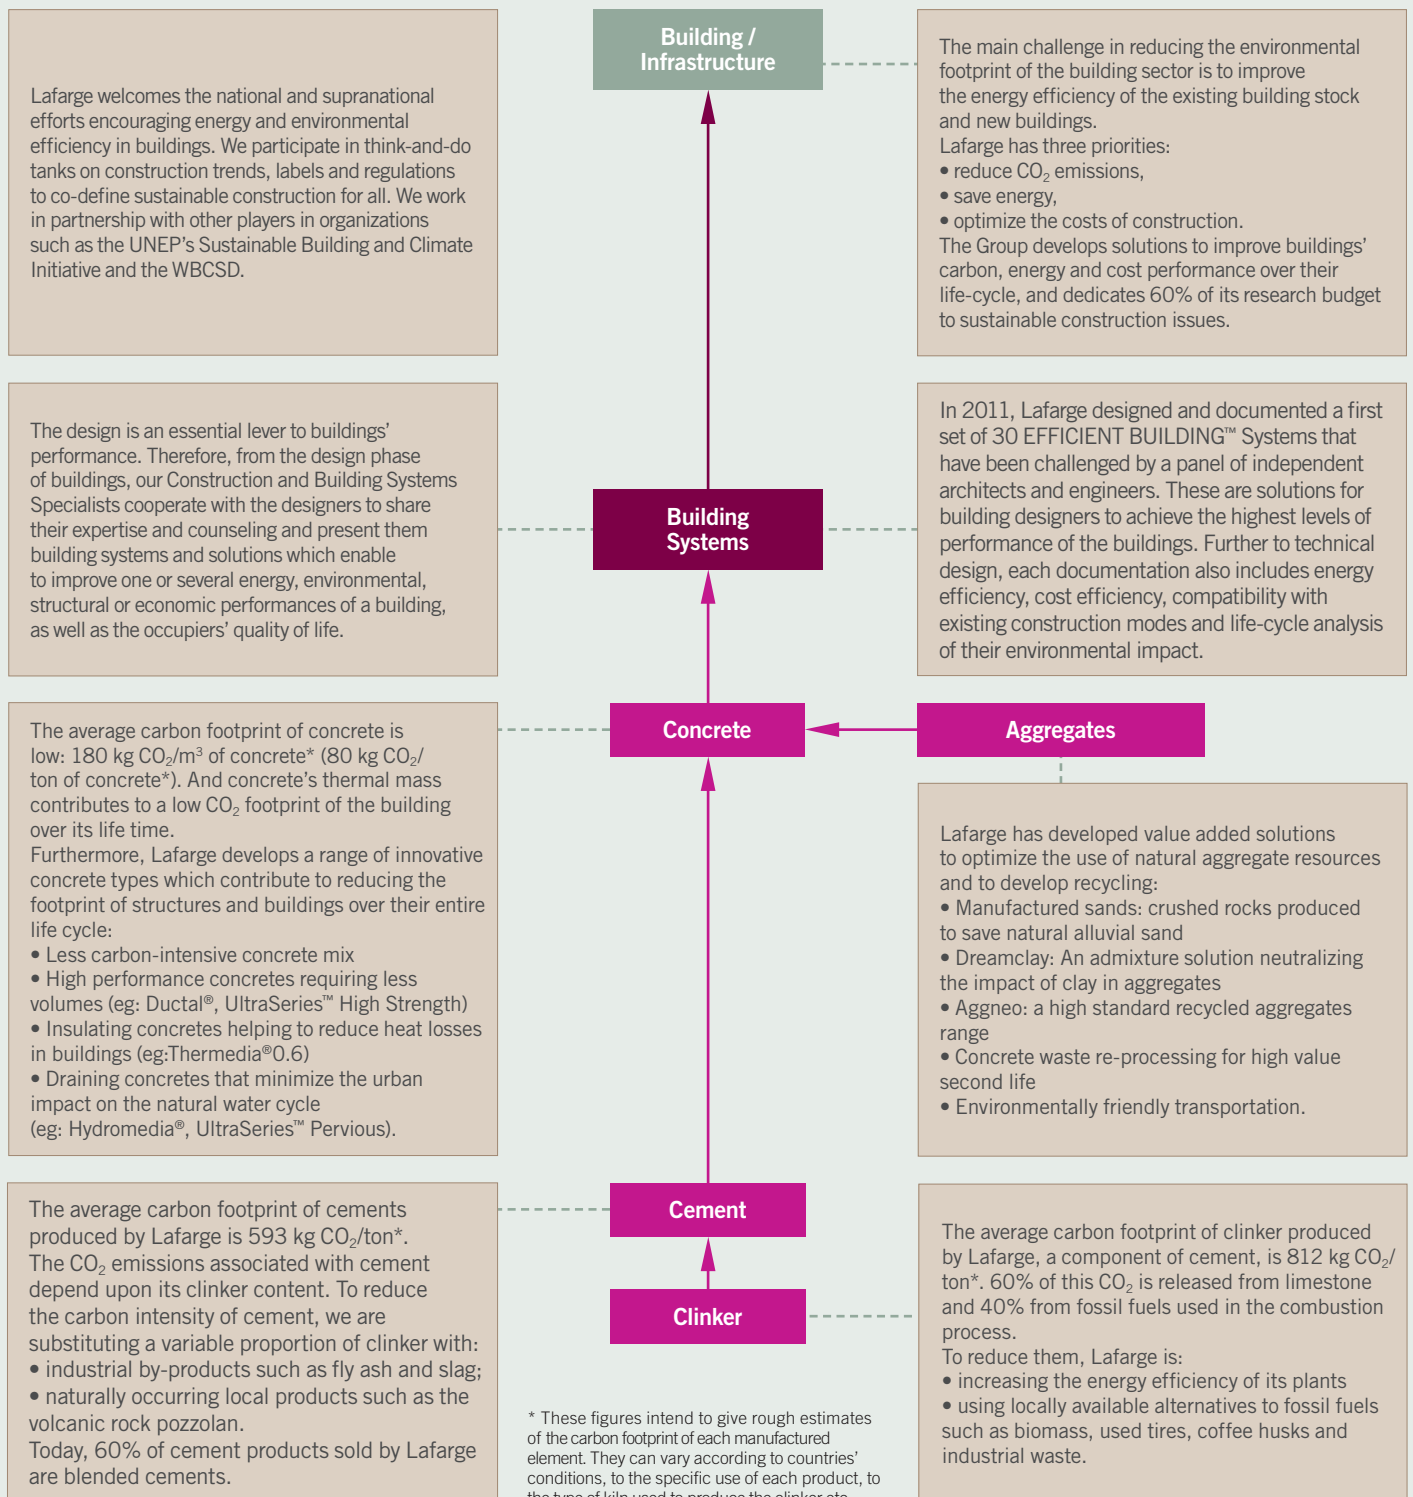 Lafarge welcomes the national and supranational
efforts encouraging energy and environmental
efficiency in buildings. We participate in think-and-do
tanks on construction trends, labels and regulations
to co-define sustainable construction for all. We work
in partnership with other players in organizations
such as the UNEP’s Sustainable Building and Climate
Initiative and the WBCSD.
Building /
Infrastructure
The main challenge in reducing the environmental
footprint of the building sector is to improve
the energy efficiency of the existing building stock
and new buildings.
Lafarge has three priorities:
• reduce CO₂ emissions,
• save energy,
• optimize the costs of construction.
The Group develops solutions to improve buildings’
carbon, energy and cost performance over their
life-cycle, and dedicates 60% of its research budget
to sustainable construction issues.
The design is an essential lever to buildings’
performance. Therefore, from the design phase
of buildings, our Construction and Building Systems
Specialists cooperate with the designers to share
their expertise and counseling and present them
building systems and solutions which enable
to improve one or several energy, environmental,
structural or economic performances of a building,
as well as the occupiers’ quality of life.
Building
Systems
In 2011, Lafarge designed and documented a first
set of 30 EFFICIENT BUILDING™ Systems that
have been challenged by a panel of independent
architects and engineers. These are solutions for
building designers to achieve the highest levels of
performance of the buildings. Further to technical
design, each documentation also includes energy
efficiency, cost efficiency, compatibility with
existing construction modes and life-cycle analysis
of their environmental impact.
The average carbon footprint of concrete is
low: 180 kg CO₂/m³ of concrete* (80 kg CO₂/
ton of concrete*). And concrete’s thermal mass
contributes to a low CO₂ footprint of the building
over its life time.
Furthermore, Lafarge develops a range of innovative
concrete types which contribute to reducing the
footprint of structures and buildings over their entire
life cycle:
• Less carbon-intensive concrete mix
• High performance concretes requiring less
volumes (eg: Ductal®, UltraSeries™ High Strength)
• Insulating concretes helping to reduce heat losses
in buildings (eg:Thermedia®0.6)
• Draining concretes that minimize the urban
impact on the natural water cycle
(eg: Hydromedia®, UltraSeries™ Pervious).
Concrete
Aggregates
Lafarge has developed value added solutions
to optimize the use of natural aggregate resources
and to develop recycling:
• Manufactured sands: crushed rocks produced
to save natural alluvial sand
• Dreamclay: An admixture solution neutralizing
the impact of clay in aggregates
• Aggneo: a high standard recycled aggregates
range
• Concrete waste re-processing for high value
second life
• Environmentally friendly transportation.
The average carbon footprint of cements
produced by Lafarge is 593 kg CO₂/ton*.
The CO₂ emissions associated with cement
depend upon its clinker content. To reduce
the carbon intensity of cement, we are
substituting a variable proportion of clinker with:
• industrial by-products such as fly ash and slag;
• naturally occurring local products such as the
volcanic rock pozzolan.
Today, 60% of cement products sold by Lafarge
are blended cements.
Cement
Clinker
* These figures intend to give rough estimates
of the carbon footprint of each manufactured
element. They can vary according to countries’
conditions, to the specific use of each product, to
the type of kiln used to produce the clinker etc.
The average carbon footprint of clinker produced
by Lafarge, a component of cement, is 812 kg CO₂/
ton*. 60% of this CO₂ is released from limestone
and 40% from fossil fuels used in the combustion
process.
To reduce them, Lafarge is:
• increasing the energy efficiency of its plants
• using locally available alternatives to fossil fuels
such as biomass, used tires, coffee husks and
industrial waste.